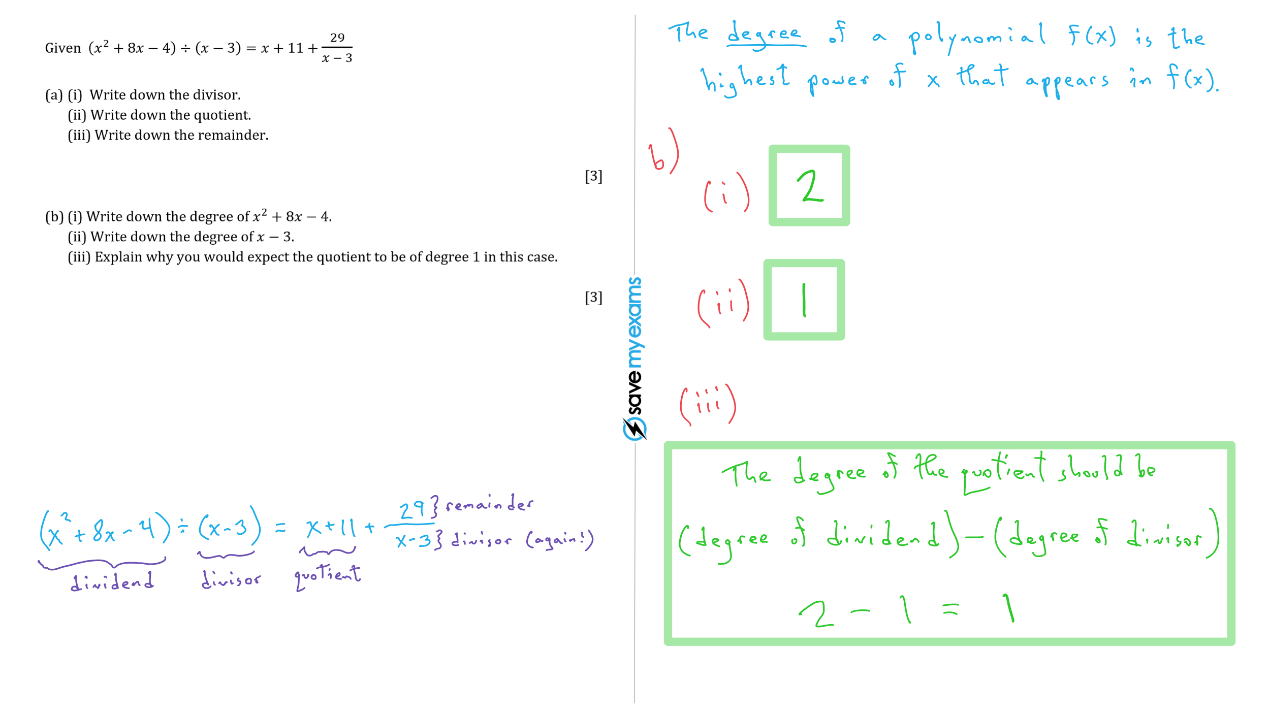 Given (x² + 8x − 4) ÷ (x − 3) = x + 11 + 29/(x − 3)
(a) (i) Write down the divisor.
(ii) Write down the quotient.
(iii) Write down the remainder.
[3]
(b) (i) Write down the degree of x² + 8x − 4.
(ii) Write down the degree of x − 3.
(iii) Explain why you would expect the quotient to be of degree 1 in this case.
[3]
(x² + 8x − 4) ÷ (x − 3) = x + 11 + 29/(x − 3)
} remainder
} divisor (again!)
dividend divisor quotient
save my exams
The degree of a polynomial f(x) is the
highest power of x that appears in f(x).
b)
(i) 2
(ii) 1
(iii)
The degree of the quotient should be
(degree of dividend) − (degree of divisor)
2 − 1 = 1